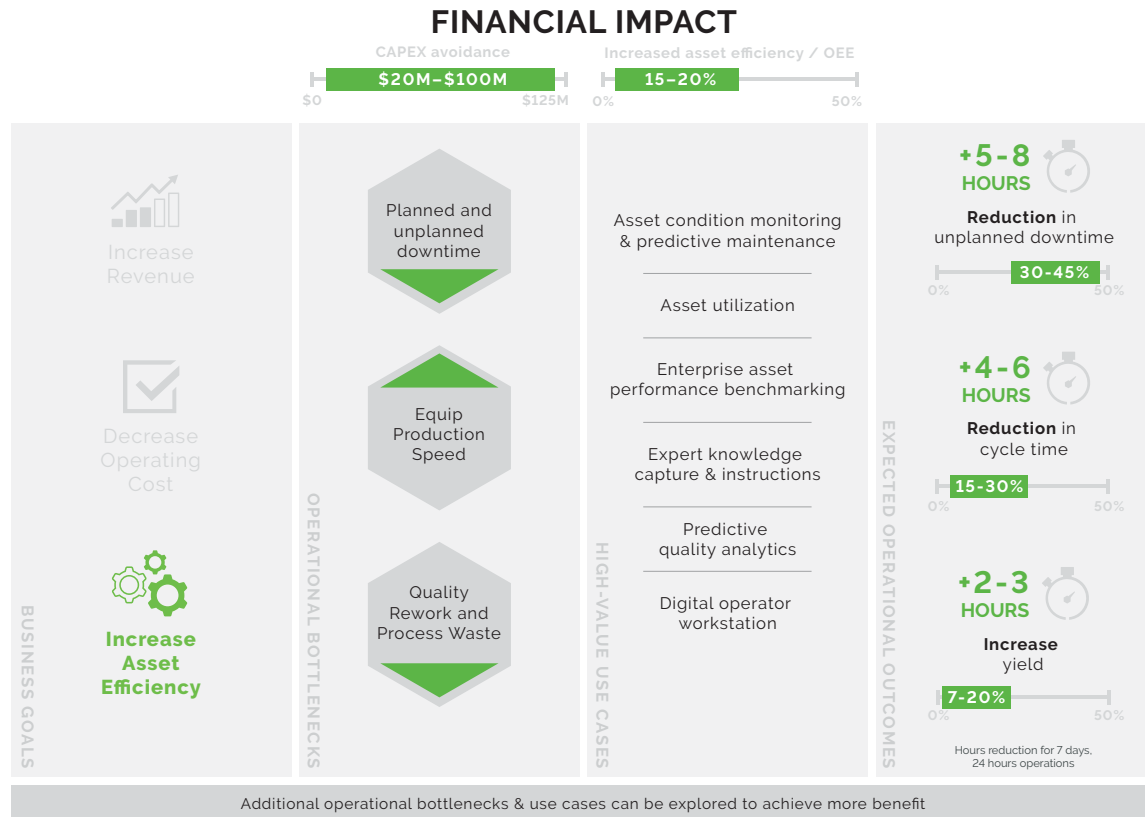 FINANCIAL IMPACT
CAPEX avoidance
$20M–$100M
$0
$125M
Increased asset efficiency / OEE
15–20%
0%
50%
BUSINESS GOALS
Increase
Revenue
Decrease
Operating
Cost
Increase
Asset
Efficiency
OPERATIONAL BOTTLENECKS
Planned and
unplanned
downtime
Equip
Production
Speed
Quality
Rework and
Process Waste
HIGH-VALUE USE CASES
Asset condition monitoring
& predictive maintenance
Asset utilization
Enterprise asset
performance benchmarking
Expert knowledge
capture & instructions
Predictive
quality analytics
Digital operator
workstation
EXPECTED OPERATIONAL OUTCOMES
+5-8
HOURS
Reduction in
unplanned downtime
30-45%
0%
50%
+4-6
HOURS
Reduction in
cycle time
15-30%
0%
50%
+2-3
HOURS
Increase
yield
7-20%
0%
50%
Hours reduction for 7 days,
24 hours operations
Additional operational bottlenecks & use cases can be explored to achieve more benefit